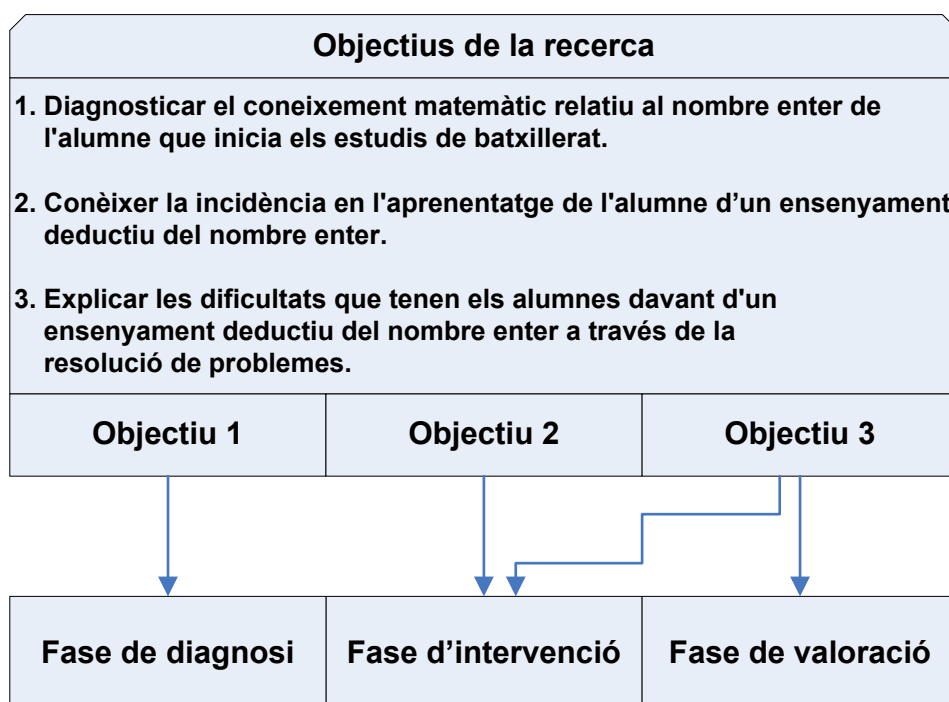 Objectius de la recerca
1. Diagnosticar el coneixement matemàtic relatiu al nombre enter de
l'alumne que inicia els estudis de batxillerat.
2. Conèixer la incidència en l'aprenentatge de l'alumne d’un ensenyament
deductiu del nombre enter.
3. Explicar les dificultats que tenen els alumnes davant d'un
ensenyament deductiu del nombre enter a través de la
resolució de problemes.
Objectiu 1
Objectiu 2
Objectiu 3
Fase de diagnosi
Fase d’intervenció
Fase de valoració